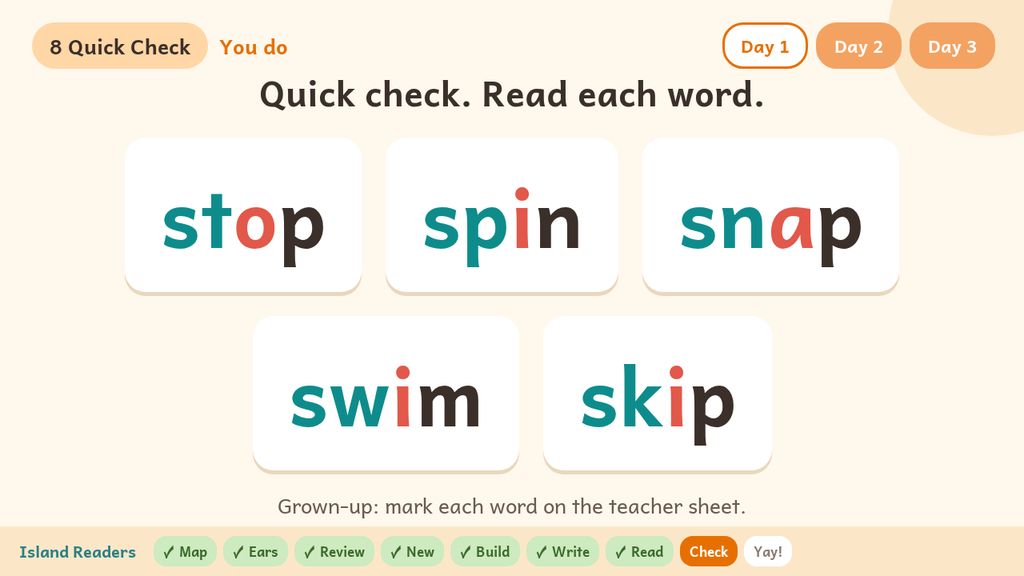 8 Quick Check You do Day 1 Day 2 Day 3
Quick check. Read each word.
stop spin snap
swim skip
Grown-up: mark each word on the teacher sheet.
Island Readers ✓ Map ✓ Ears ✓ Review ✓ New ✓ Build ✓ Write ✓ Read Check Yay!